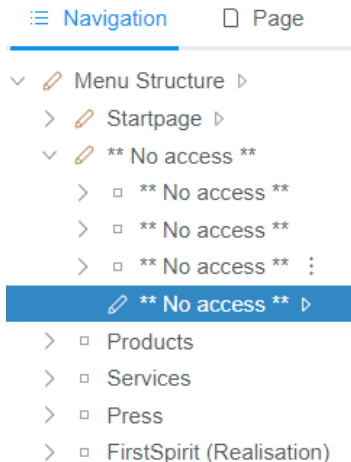 Navigation Page
Menu Structure
Startpage
** No access **
** No access **
** No access **
** No access **
** No access **
Products
Services
Press
FirstSpirit (Realisation)